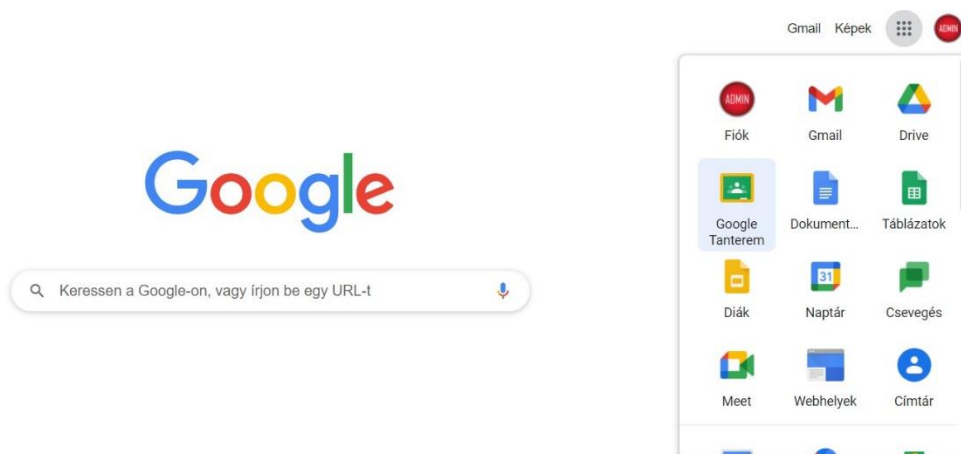 Gmail Képek
ADMIN
ADMIN
Fiók
Gmail
Drive
Google
Google
Tanterem
Dokument...
Táblázatok
Keressen a Google-on, vagy írjon be egy URL-t
31
Diák
Naptár
Csevegés
Meet
Webhelyek
Címtár